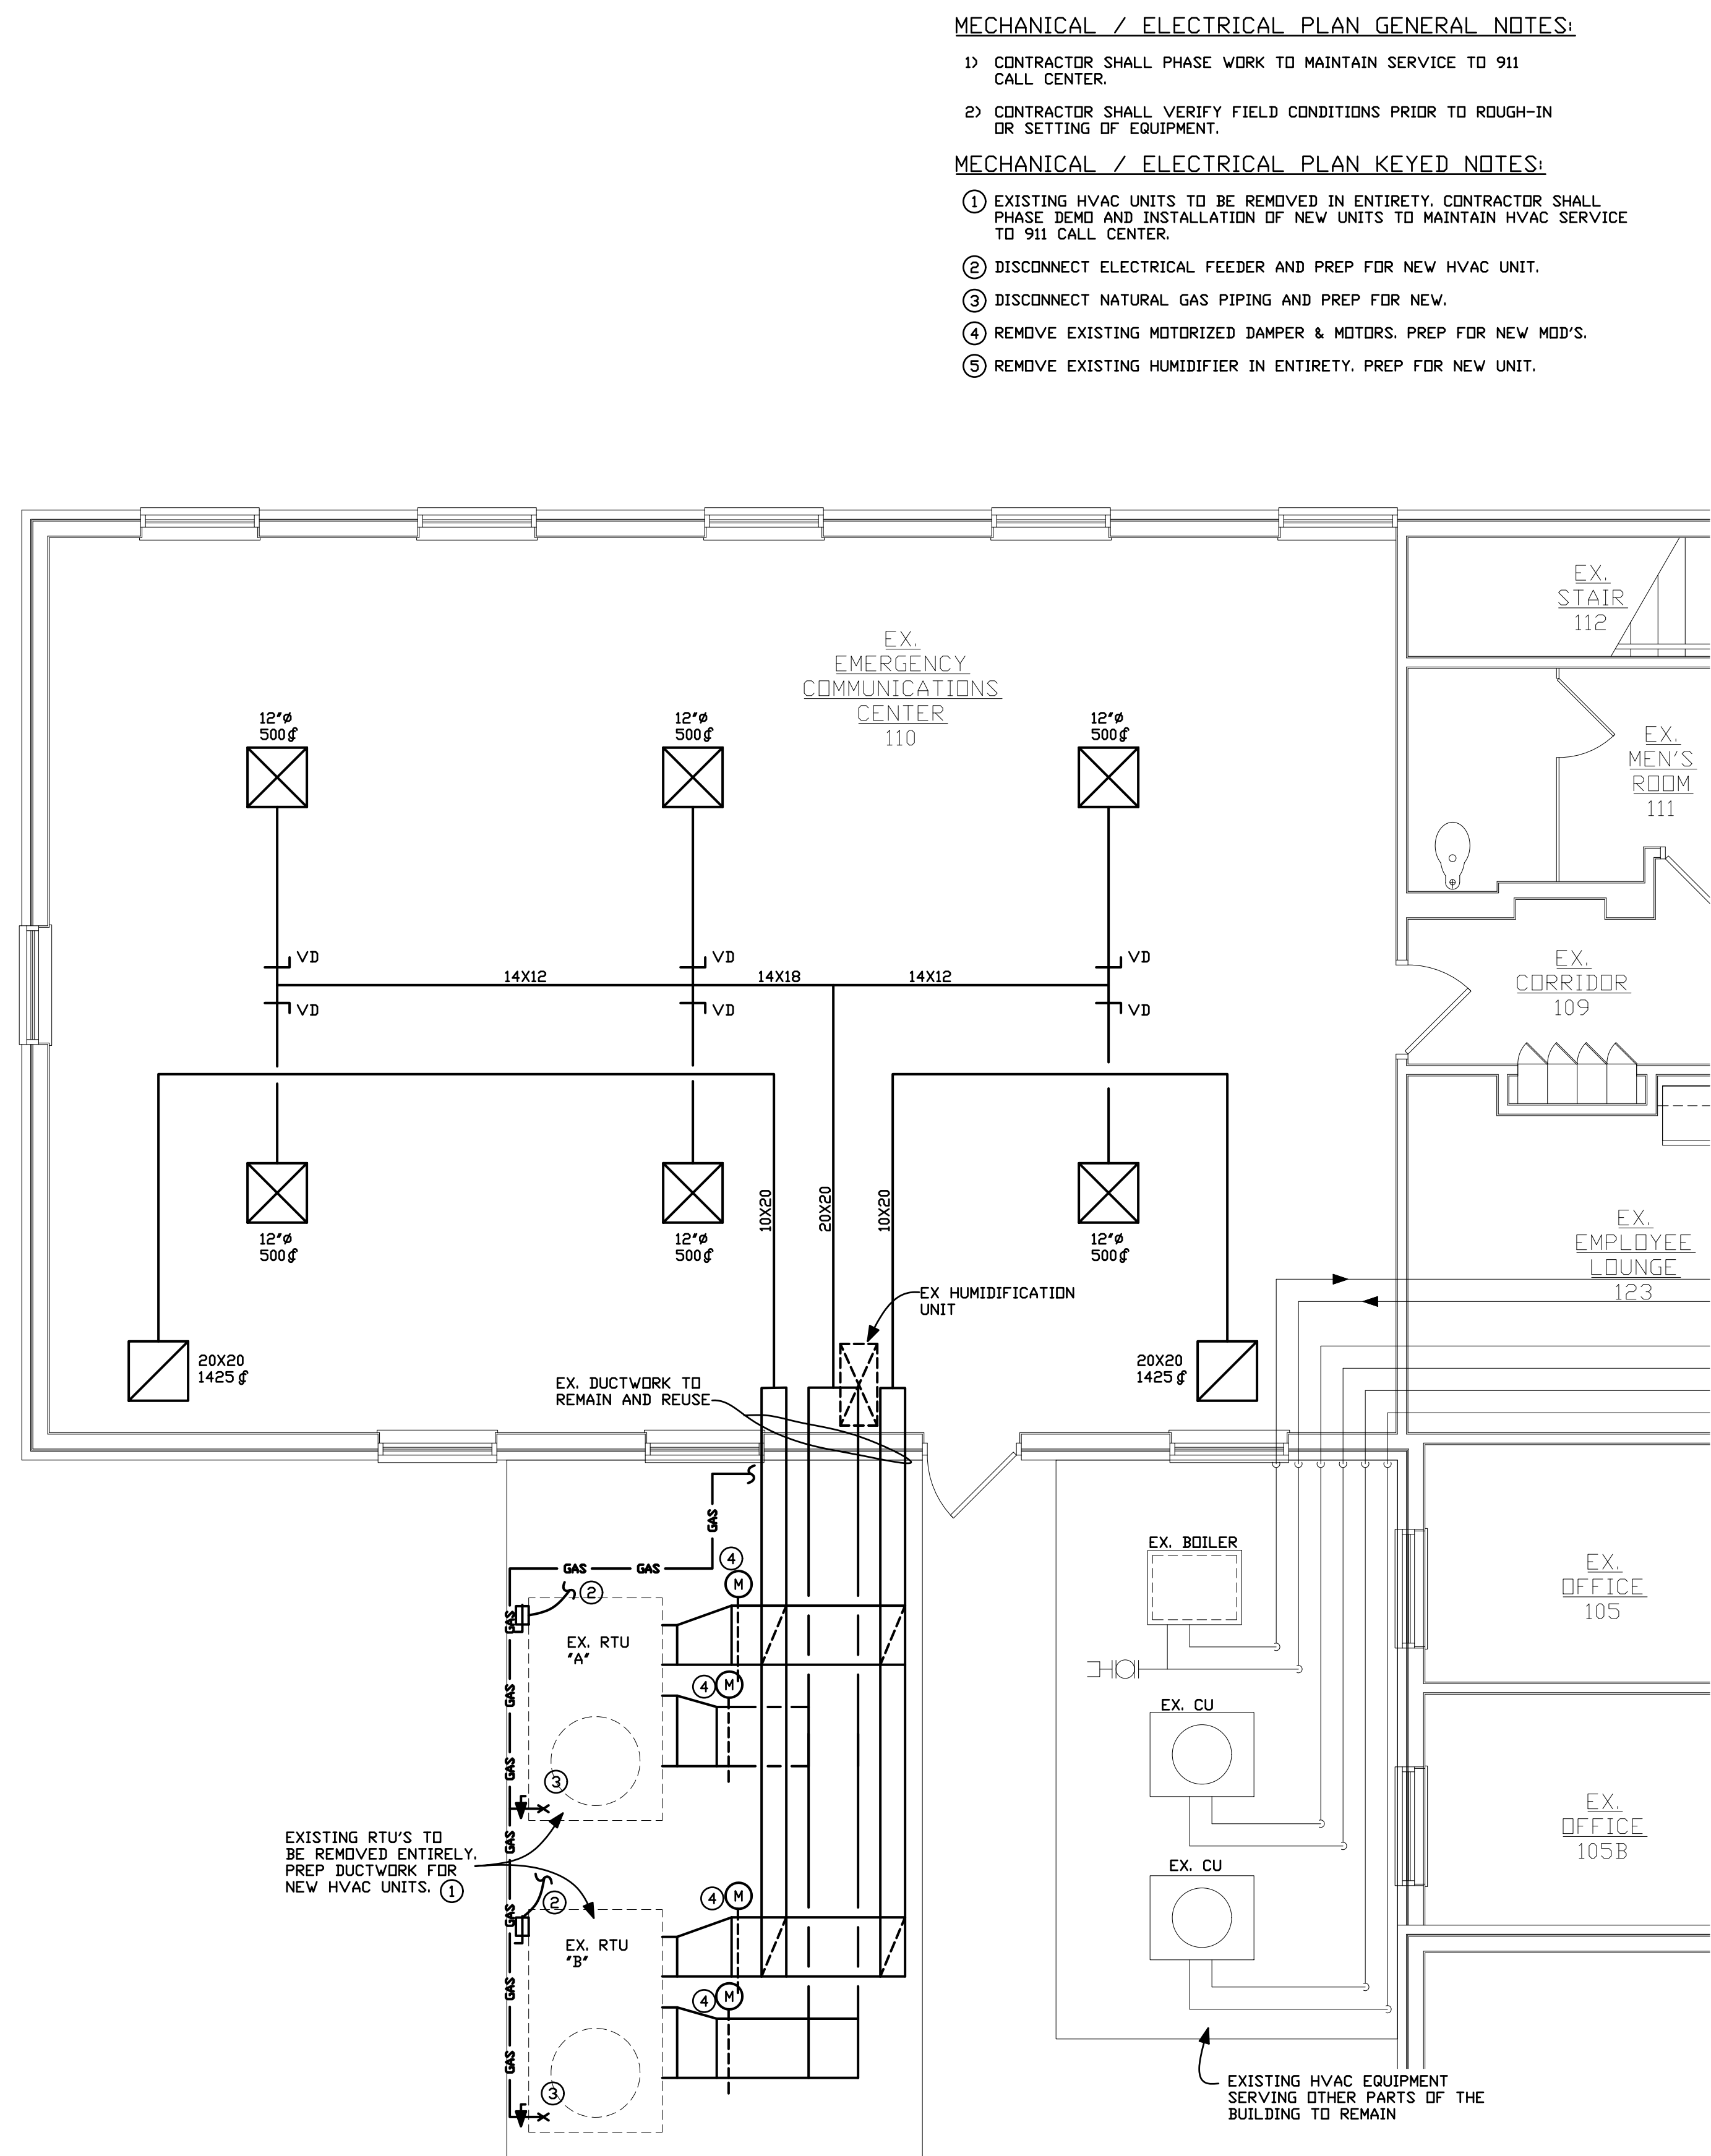 MECHANICAL / ELECTRICAL PLAN GENERAL NOTES:
1) CONTRACTOR SHALL PHASE WORK TO MAINTAIN SERVICE TO 911
CALL CENTER.
2) CONTRACTOR SHALL VERIFY FIELD CONDITIONS PRIOR TO ROUGH-IN
OR SETTING OF EQUIPMENT.
MECHANICAL / ELECTRICAL PLAN KEYED NOTES:
1 EXISTING HVAC UNITS TO BE REMOVED IN ENTIRETY. CONTRACTOR SHALL
PHASE DEMO AND INSTALLATION OF NEW UNITS TO MAINTAIN HVAC SERVICE
TO 911 CALL CENTER.
2 DISCONNECT ELECTRICAL FEEDER AND PREP FOR NEW HVAC UNIT.
3 DISCONNECT NATURAL GAS PIPING AND PREP FOR NEW.
4 REMOVE EXISTING MOTORIZED DAMPER & MOTORS. PREP FOR NEW MOD'S.
5 REMOVE EXISTING HUMIDIFIER IN ENTIRETY. PREP FOR NEW UNIT.
EX.
STAIR
112
EX.
EMERGENCY
COMMUNICATIONS
CENTER
110
12"ø
500 ⅊
12"ø
500 ⅊
12"ø
500 ⅊
EX.
MEN'S
ROOM
111
VD
VD
VD
14X12
14X18
14X12
VD
VD
VD
EX.
CORRIDOR
109
10X20
20X20
10X20
12"ø
500 ⅊
12"ø
500 ⅊
12"ø
500 ⅊
EX.
EMPLOYEE
LOUNGE
123
EX HUMIDIFICATION
UNIT
20X20
1425 ⅊
20X20
1425 ⅊
EX. DUCTWORK TO
REMAIN AND REUSE
GAS
GAS
GAS
4
M
2
GAS
EX. RTU
"A"
4
M
GAS
GAS
3
GAS
EX. BOILER
EX. CU
EX. CU
EX.
OFFICE
105
EX.
OFFICE
105B
EXISTING RTU'S TO
BE REMOVED ENTIRELY.
PREP DUCTWORK FOR
NEW HVAC UNITS. 1
2
4
M
GAS
EX. RTU
"B"
GAS
4
M
GAS
3
EXISTING HVAC EQUIPMENT
SERVING OTHER PARTS OF THE
BUILDING TO REMAIN